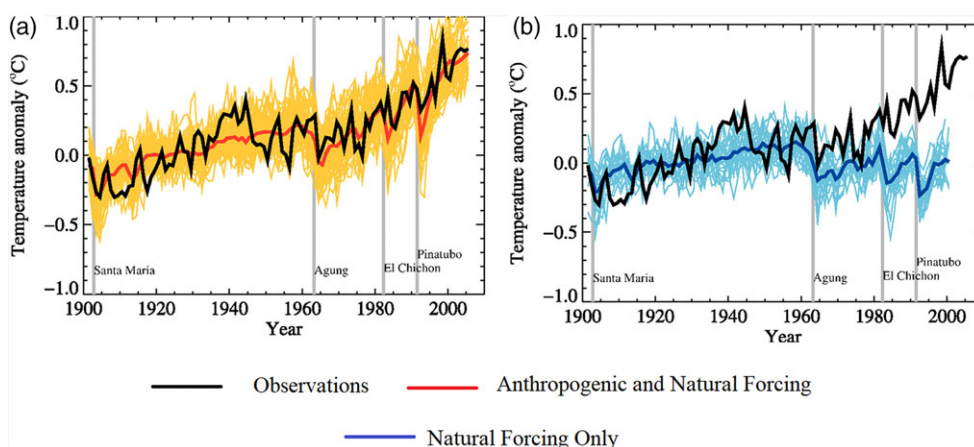 (a)
1.0
0.5
0.0
−0.5
−1.0
Temperature anomaly (°C)
Santa Maria
Agung
El Chichon
Pinatubo
1900 1920 1940 1960 1980 2000
Year
(b)
1.0
0.5
0.0
−0.5
−1.0
Temperature anomaly (°C)
Santa Maria
Agung
El Chichon
Pinatubo
1900 1920 1940 1960 1980 2000
Year
Observations
Anthropogenic and Natural Forcing
Natural Forcing Only